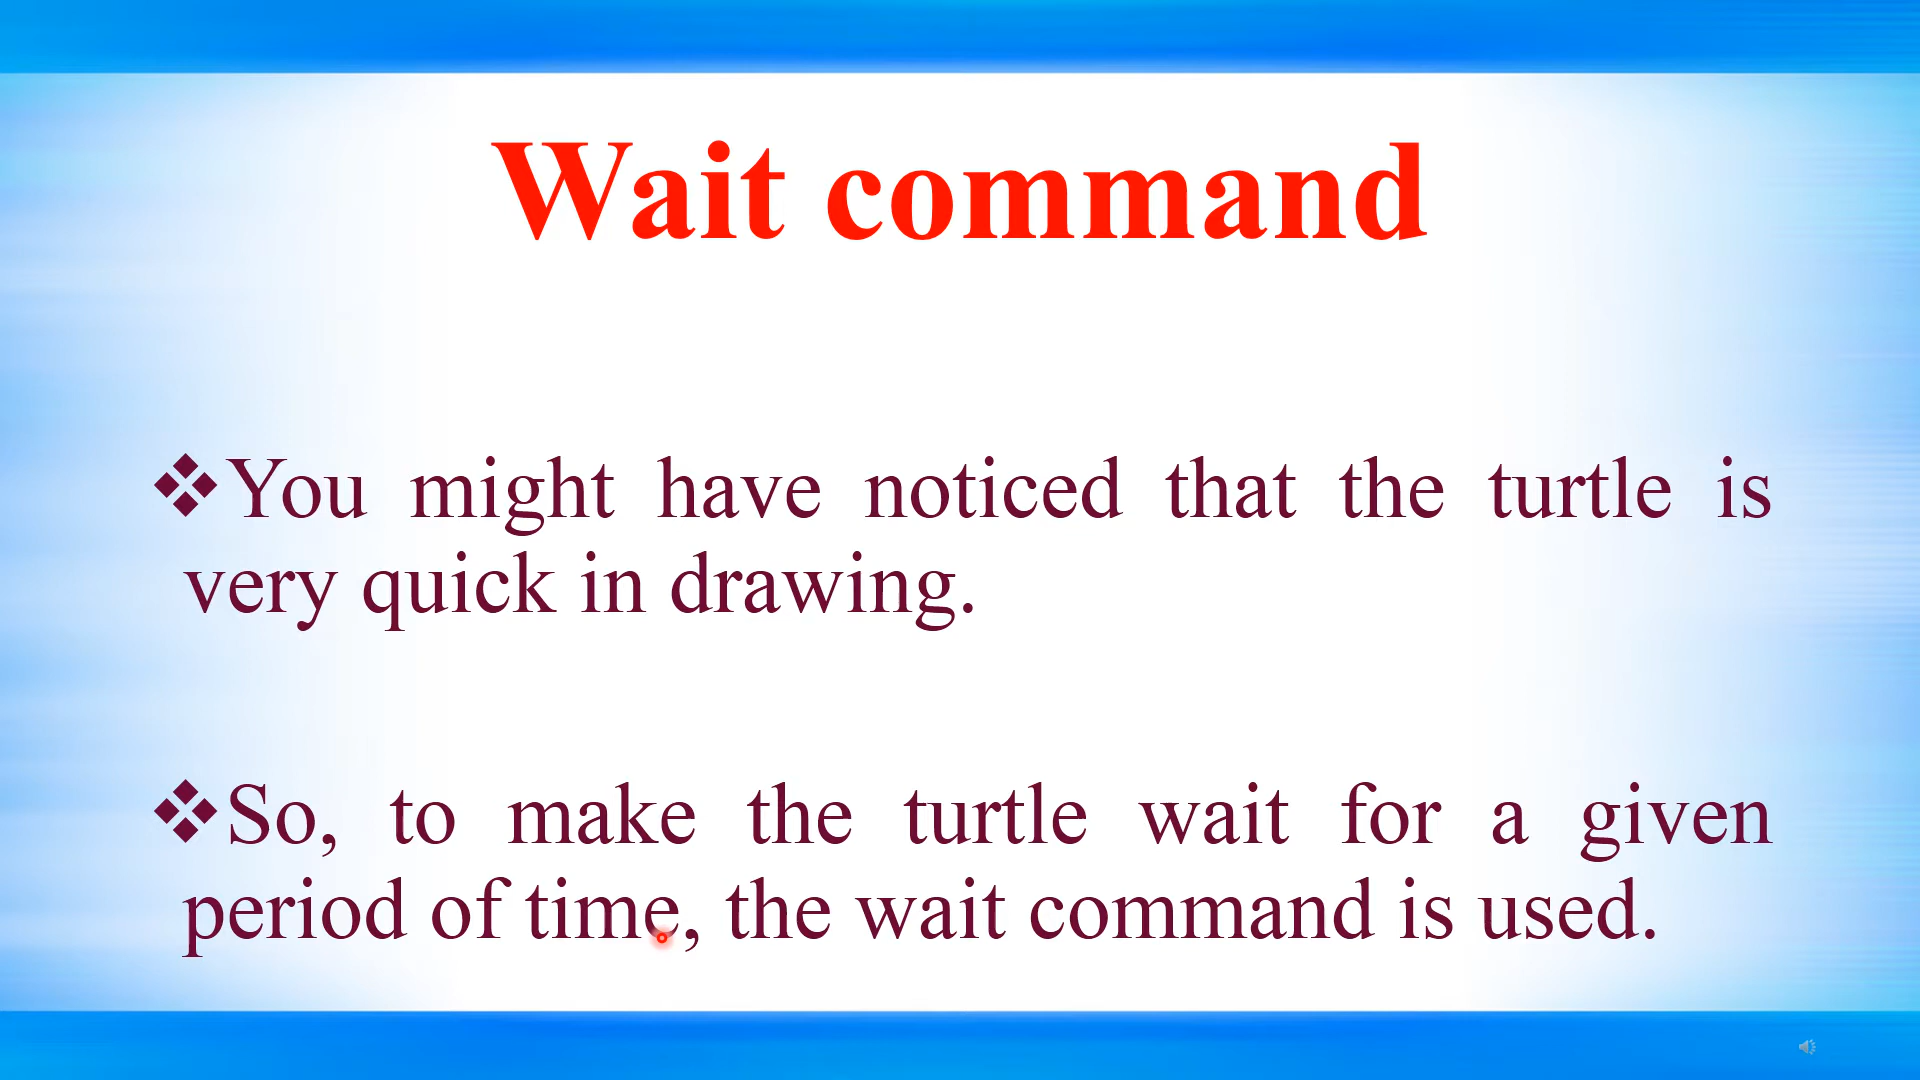 Wait command
❖You might have noticed that the turtle is
very quick in drawing.
❖So, to make the turtle wait for a given
period of time, the wait command is used.